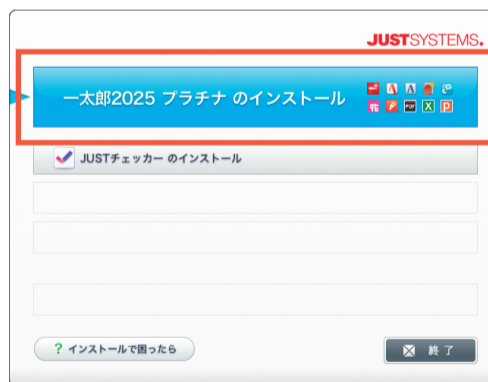 JUSTSYSTEMS.
一太郎2025 プラチナ のインストール
JUSTチェッカー のインストール
? インストールで困ったら
終了